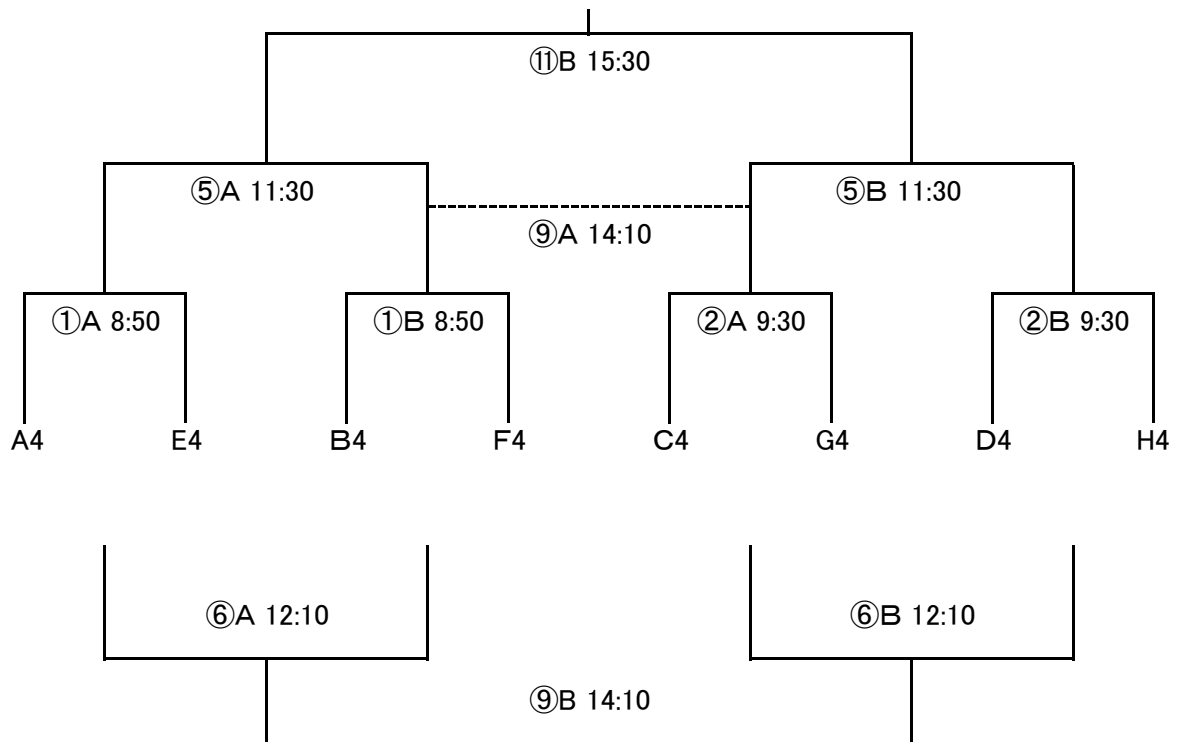 ⑪B 15:30
⑤A 11:30
⑤B 11:30
⑨A 14:10
①A 8:50
①B 8:50
②A 9:30
②B 9:30
A4
E4
B4
F4
C4
G4
D4
H4
⑥A 12:10
⑥B 12:10
⑨B 14:10